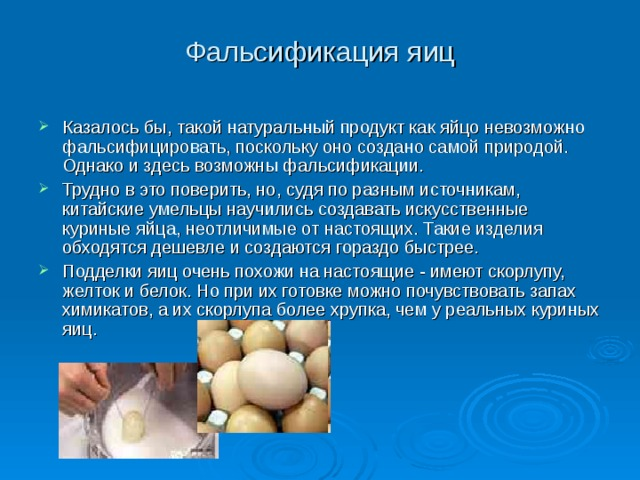 Фальсификация яиц
Казалось бы, такой натуральный продукт как яйцо невозможно
фальсифицировать, поскольку оно создано самой природой.
Однако и здесь возможны фальсификации.
Трудно в это поверить, но, судя по разным источникам,
китайские умельцы научились создавать искусственные
куриные яйца, неотличимые от настоящих. Такие изделия
обходятся дешевле и создаются гораздо быстрее.
Подделки яиц очень похожи на настоящие - имеют скорлупу,
желток и белок. Но при их готовке можно почувствовать запах
химикатов, а их скорлупа более хрупка, чем у реальных куриных
яиц.